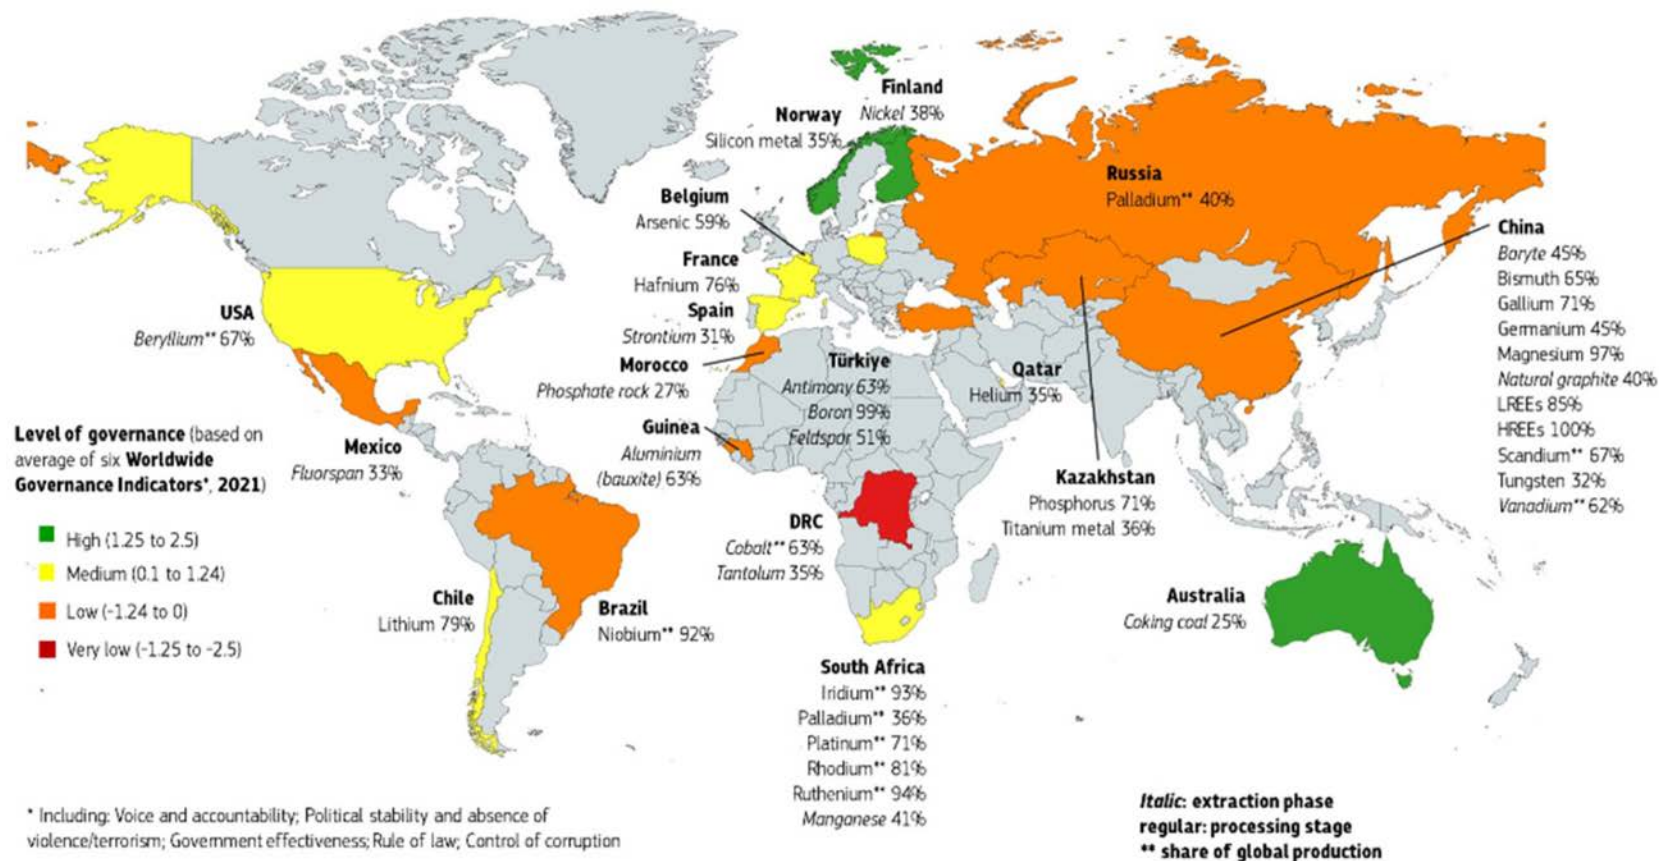 Finland
Nickel 38%
Norway
Silicon metal 35%
Belgium
Arsenic 59%
France
Hafnium 76%
Spain
Strontium 31%
Morocco
Phosphate rock 27%
Guinea
Aluminium
(bauxite) 63%
Türkiye
Antimony 63%
Boron 99%
Feldspar 51%
Qatar
Helium 35%
Russia
Palladium** 40%
China
Baryte 45%
Bismuth 65%
Gallium 71%
Germanium 45%
Magnesium 97%
Natural graphite 40%
LREEs 85%
HREEs 100%
Scandium** 67%
Tungsten 32%
Vanadium** 62%
USA
Beryllium** 67%
Mexico
Fluorspan 33%
Level of governance (based on
average of six Worldwide
Governance Indicators*, 2021)
High (1.25 to 2.5)
Medium (0.1 to 1.24)
Low (-1.24 to 0)
Very low (-1.25 to -2.5)
Chile
Lithium 79%
Brazil
Niobium** 92%
DRC
Cobalt** 63%
Tantolum 35%
Kazakhstan
Phosphorus 71%
Titanium metal 36%
Australia
Coking coal 25%
South Africa
Iridium** 93%
Palladium** 36%
Platinum** 71%
Rhodium** 81%
Ruthenium** 94%
Manganese 41%
* Including: Voice and accountability; Political stability and absence of
violence/terrorism; Government effectiveness; Rule of law; Control of corruption
Italic: extraction phase
regular: processing stage
** share of global production